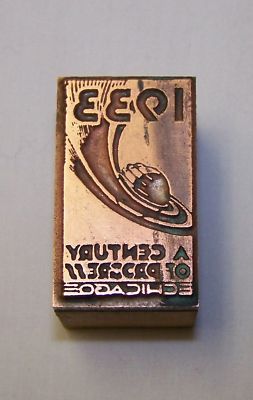 1933
A CENTURY
OF PROGRESS
CHICAGO